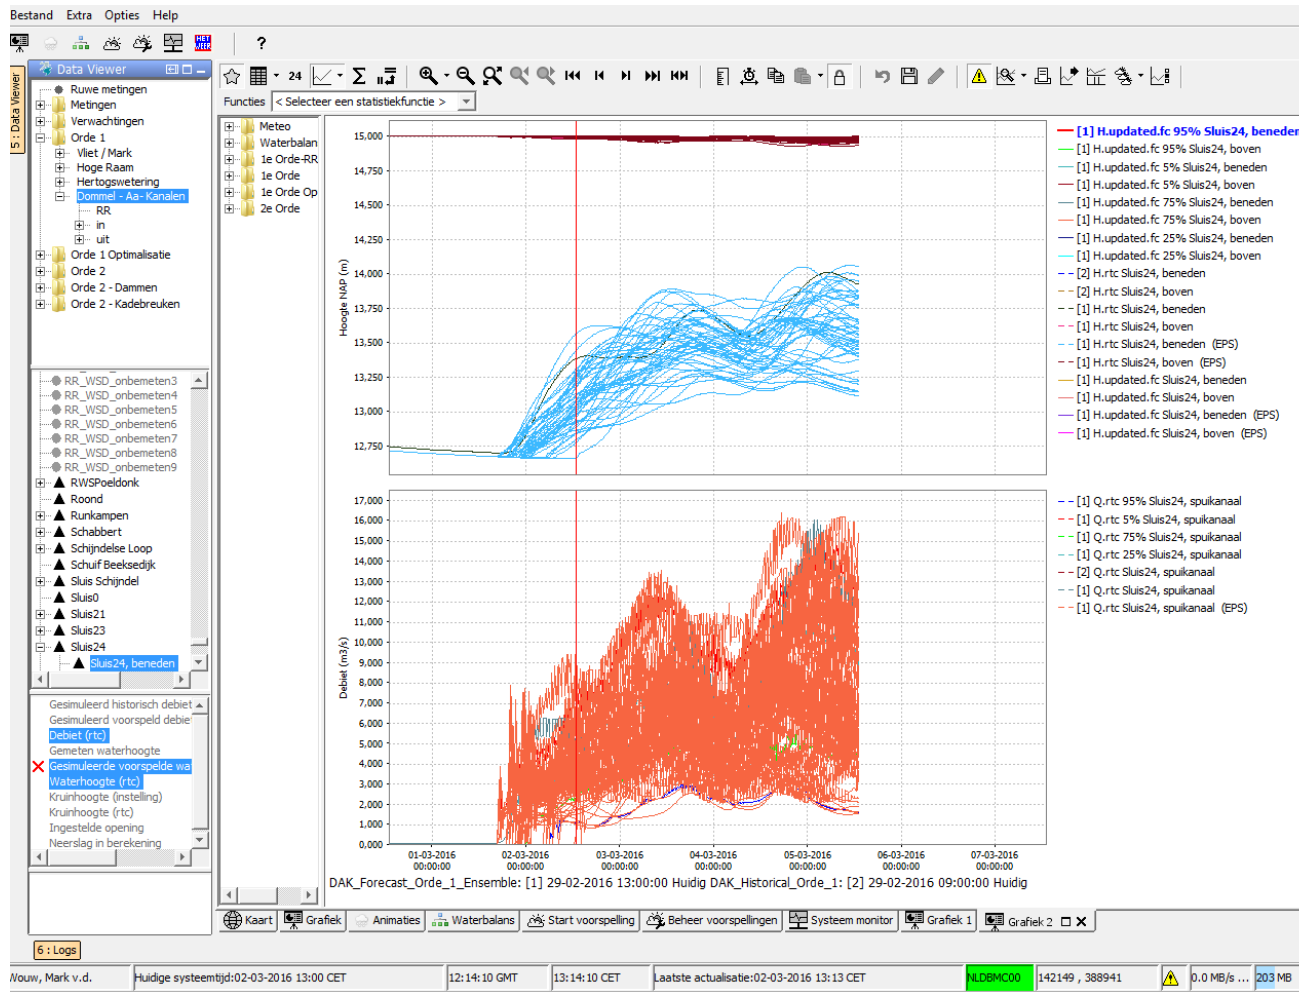 Bestand Extra Opties Help
HET WEER ?
5 : Data Viewer
Data Viewer
Ruwe metingen
Metingen
Verwachtingen
Orde 1
Vliet / Mark
Hoge Raam
Hertogswetering
Dommel - Aa- Kanalen
RR
in
uit
Orde 1 Optimalisatie
Orde 2
Orde 2 - Dammen
Orde 2 - Kadebreuken
RR_WSD_onbemeten3
RR_WSD_onbemeten4
RR_WSD_onbemeten5
RR_WSD_onbemeten6
RR_WSD_onbemeten7
RR_WSD_onbemeten8
RR_WSD_onbemeten9
RWSPoeldonk
Roond
Runkampen
Schabbert
Schijndelse Loop
Schuif Beeksedijk
Sluis Schijndel
Sluis0
Sluis21
Sluis23
Sluis24
Sluis24, beneden
Gesimuleerd historisch debiet
Gesimuleerd voorspeld debie
Debiet (rtc)
Gemeten waterhoogte
Gesimuleerde voorspelde wa
Waterhoogte (rtc)
Kruinhoogte (instelling)
Kruinhoogte (rtc)
Ingestelde opening
Neerslag in berekening
24
Functies < Selecteer een statistiekfunctie >
Meteo
Waterbalan
1e Orde-RR
1e Orde
1e Orde Op
2e Orde
Hoogte NAP (m)
15,000
14,750
14,500
14,250
14,000
13,750
13,500
13,250
13,000
12,750
[1] H.updated.fc 95% Sluis24, beneden
[1] H.updated.fc 95% Sluis24, boven
[1] H.updated.fc 5% Sluis24, beneden
[1] H.updated.fc 5% Sluis24, boven
[1] H.updated.fc 75% Sluis24, beneden
[1] H.updated.fc 75% Sluis24, boven
[1] H.updated.fc 25% Sluis24, beneden
[1] H.updated.fc 25% Sluis24, boven
[2] H.rtc Sluis24, beneden
[2] H.rtc Sluis24, boven
[1] H.rtc Sluis24, beneden
[1] H.rtc Sluis24, boven
[1] H.rtc Sluis24, beneden (EPS)
[1] H.rtc Sluis24, boven (EPS)
[1] H.updated.fc Sluis24, beneden
[1] H.updated.fc Sluis24, boven
[1] H.updated.fc Sluis24, beneden (EPS)
[1] H.updated.fc Sluis24, boven (EPS)
Debiet (m3/s)
17,000
16,000
15,000
14,000
13,000
12,000
11,000
10,000
9,000
8,000
7,000
6,000
5,000
4,000
3,000
2,000
1,000
0,000
[1] Q.rtc 95% Sluis24, spuikanaal
[1] Q.rtc 5% Sluis24, spuikanaal
[1] Q.rtc 75% Sluis24, spuikanaal
[1] Q.rtc 25% Sluis24, spuikanaal
[2] Q.rtc Sluis24, spuikanaal
[1] Q.rtc Sluis24, spuikanaal
[1] Q.rtc Sluis24, spuikanaal (EPS)
01-03-2016 02-03-2016 03-03-2016 04-03-2016 05-03-2016 06-03-2016 07-03-2016
00:00:00 00:00:00 00:00:00 00:00:00 00:00:00 00:00:00 00:00:00
DAK_Forecast_Orde_1_Ensemble: [1] 29-02-2016 13:00:00 Huidig DAK_Historical_Orde_1: [2] 29-02-2016 09:00:00 Huidig
Kaart Grafiek Animaties Waterbalans Start voorspelling Beheer voorspellingen Systeem monitor Grafiek 1 Grafiek 2
6 : Logs
Wouw, Mark v.d. Huidige systeemtijd:02-03-2016 13:00 CET 12:14:10 GMT 13:14:10 CET Laatste actualisatie:02-03-2016 13:13 CET NLDBMC00 142149 , 388941 0.0 MB/s ... 203 MB